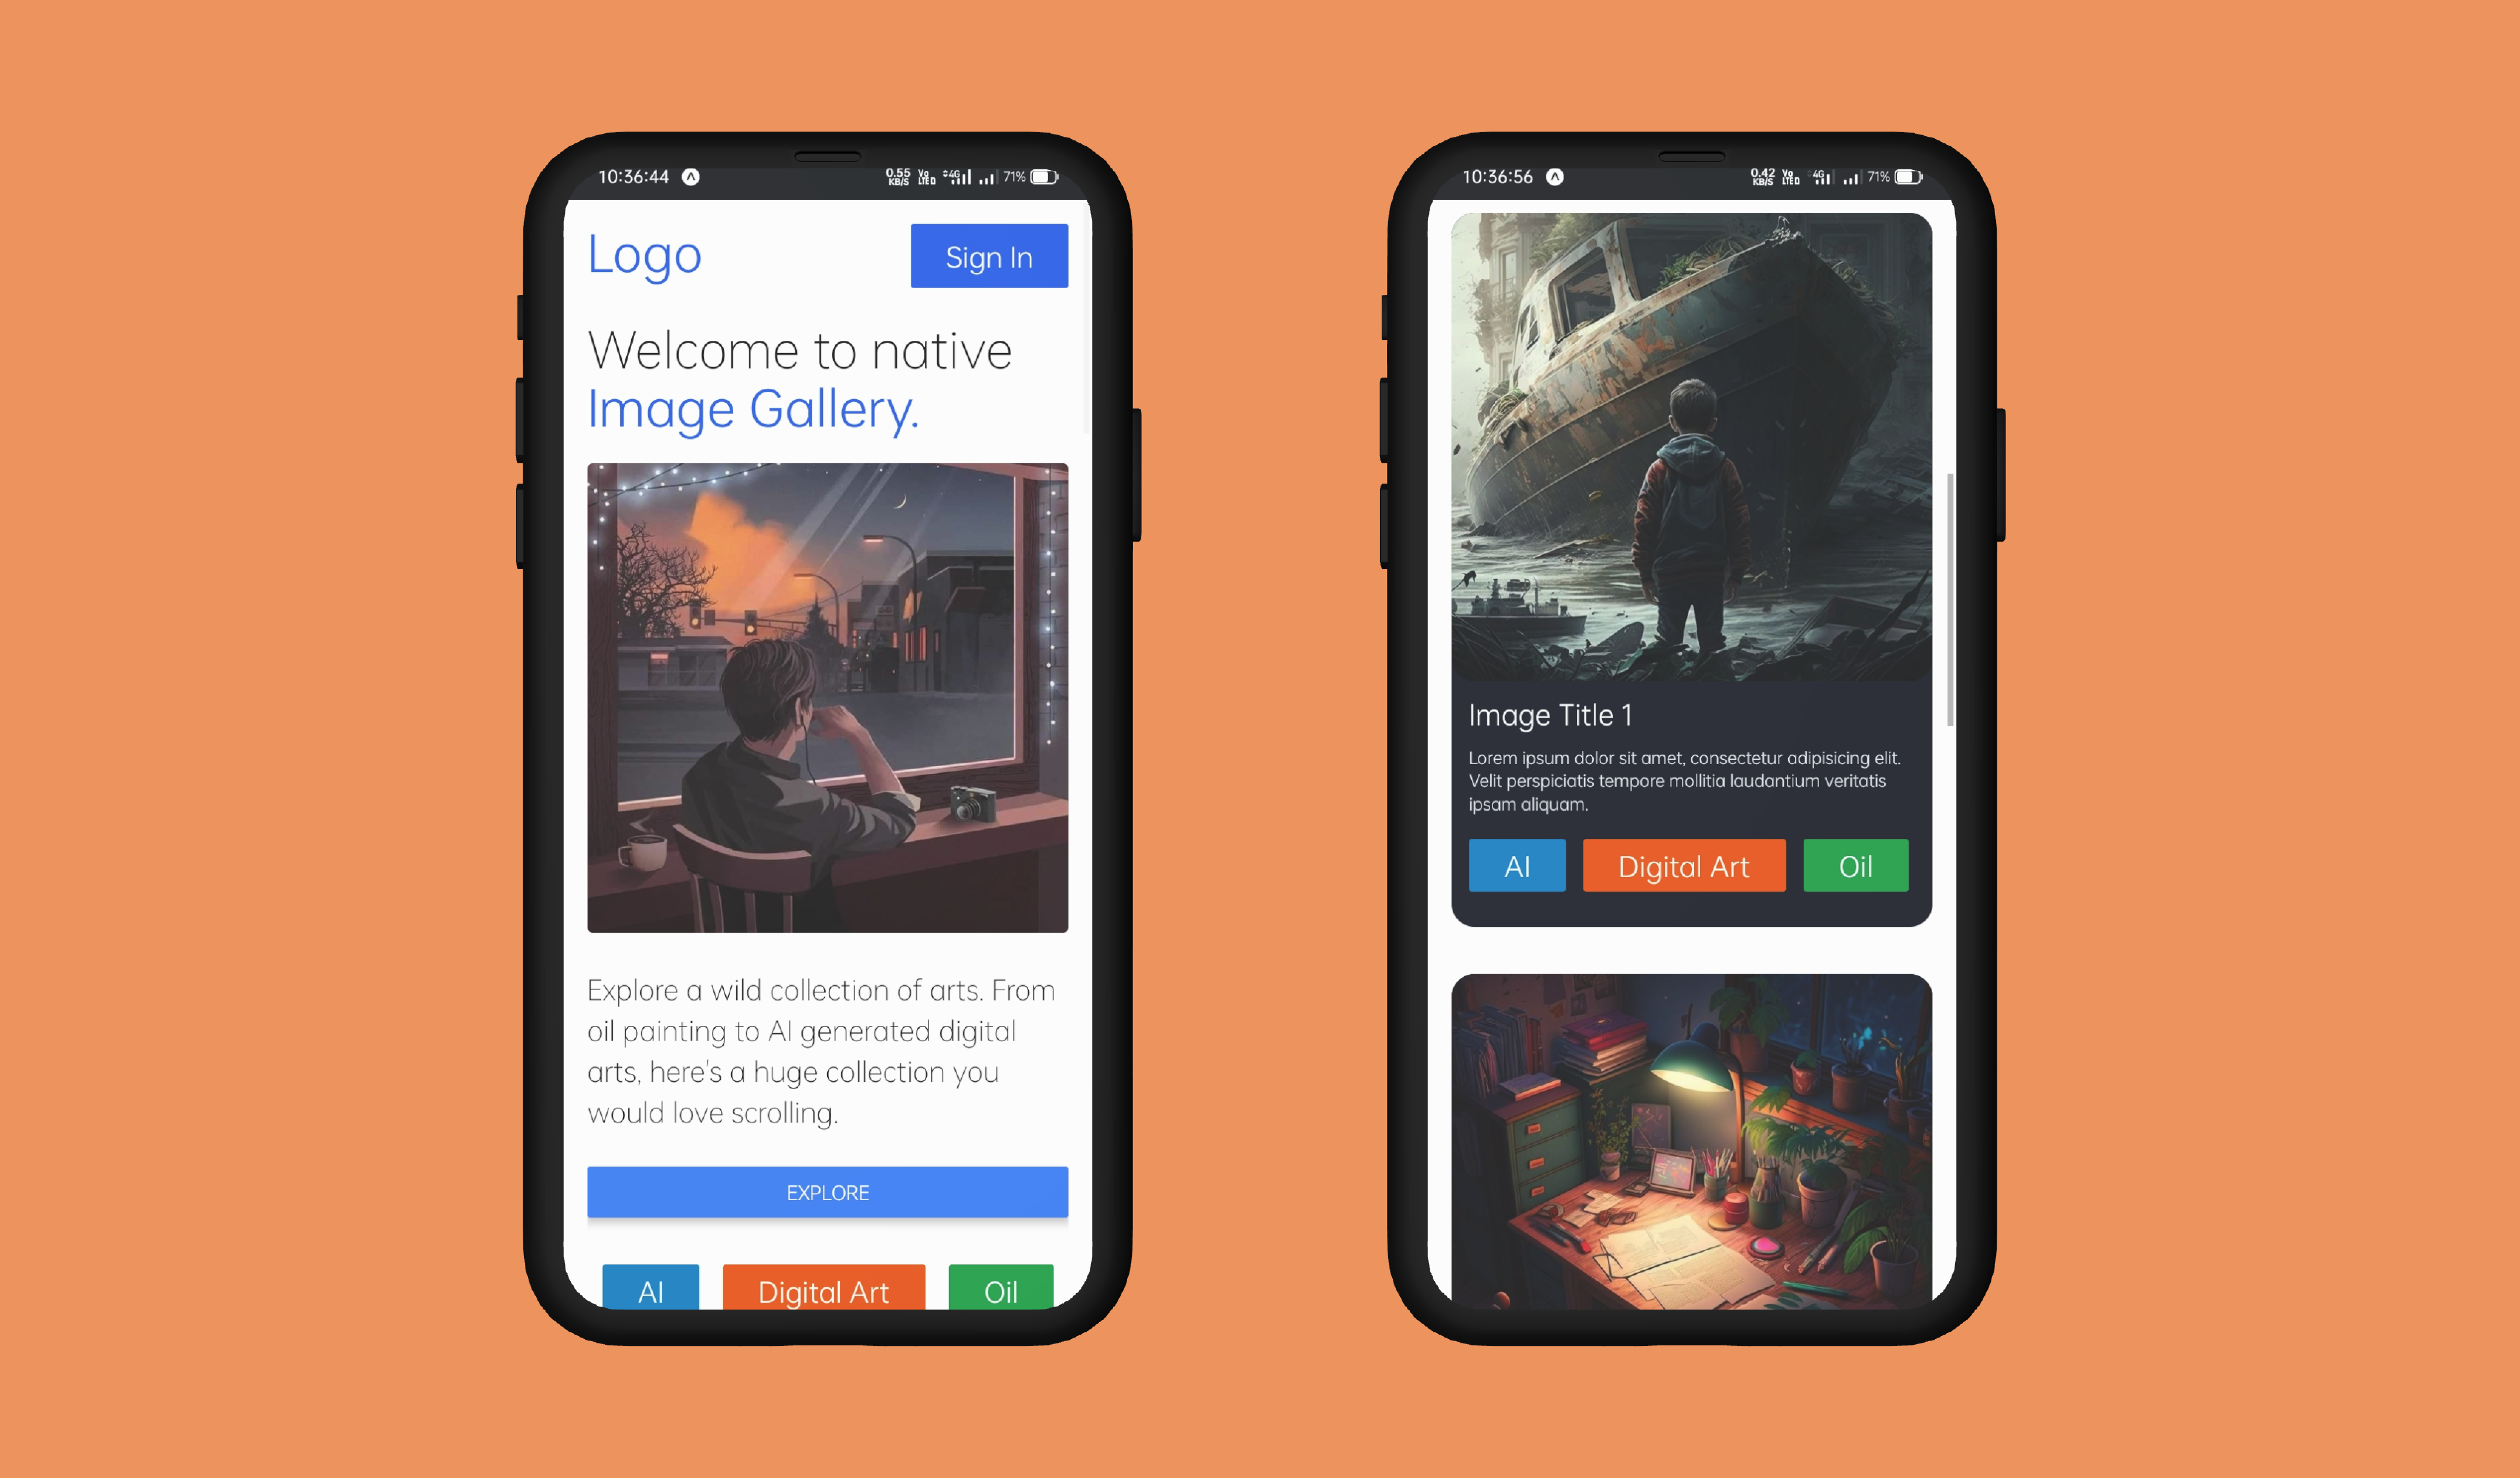 10:36:44 0.55 KB/S Vo LTE D 4G 71%
Logo
Sign In
Welcome to native
Image Gallery.
Explore a wild collection of arts. From
oil painting to AI generated digital
arts, here's a huge collection you
would love scrolling.
EXPLORE
AI Digital Art Oil
10:36:56 0.42 KB/S Vo LTE D 4G 71%
Image Title 1
Lorem ipsum dolor sit amet, consectetur adipisicing elit.
Velit perspiciatis tempore mollitia laudantium veritatis
ipsam aliquam.
AI Digital Art Oil